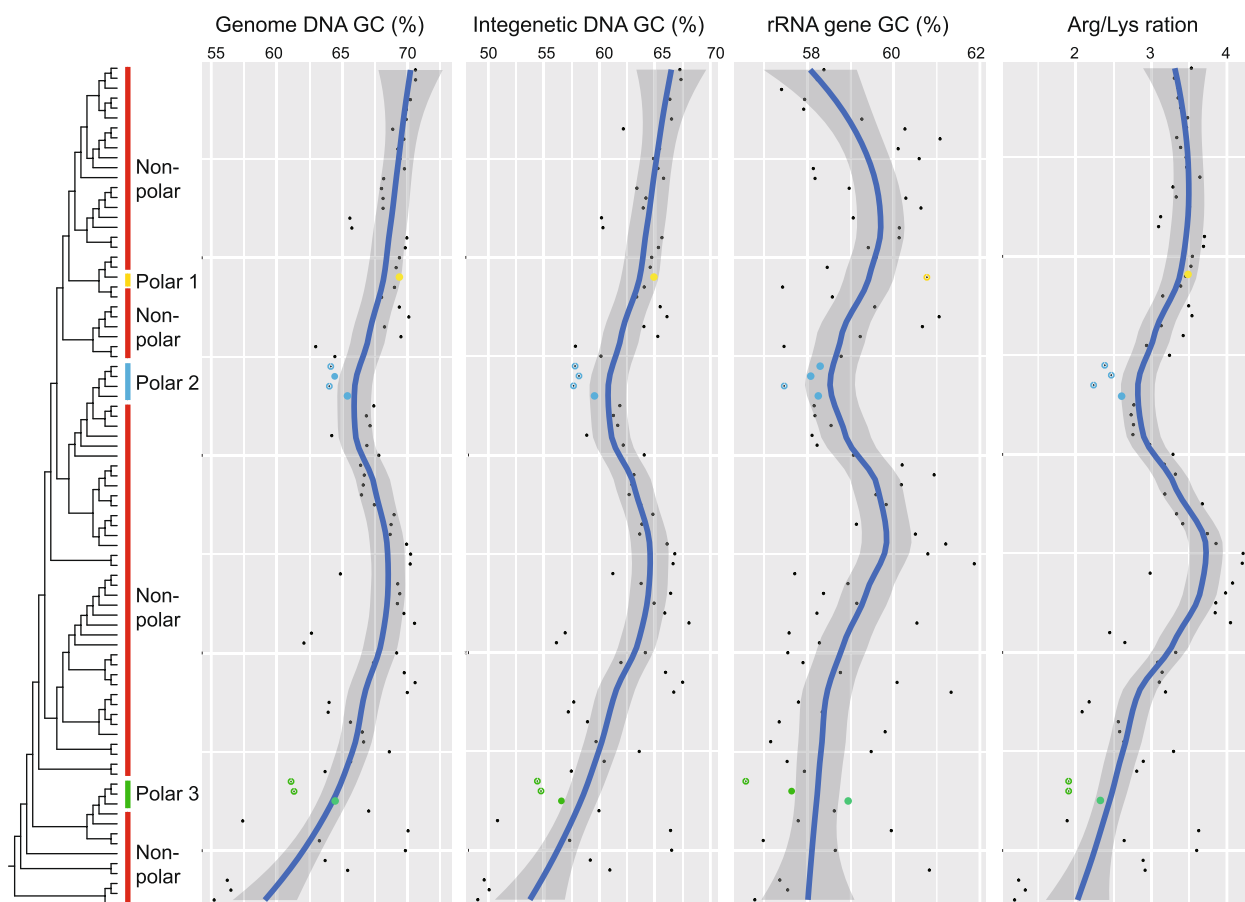 Genome DNA GC (%) Integenetic DNA GC (%) rRNA gene GC (%) Arg/Lys ration
55 60 65 70 50 55 60 65 70 58 60 62 2 3 4
Non-
polar
Polar 1
Non-
polar
Polar 2
Non-
polar
Polar 3
Non-
polar